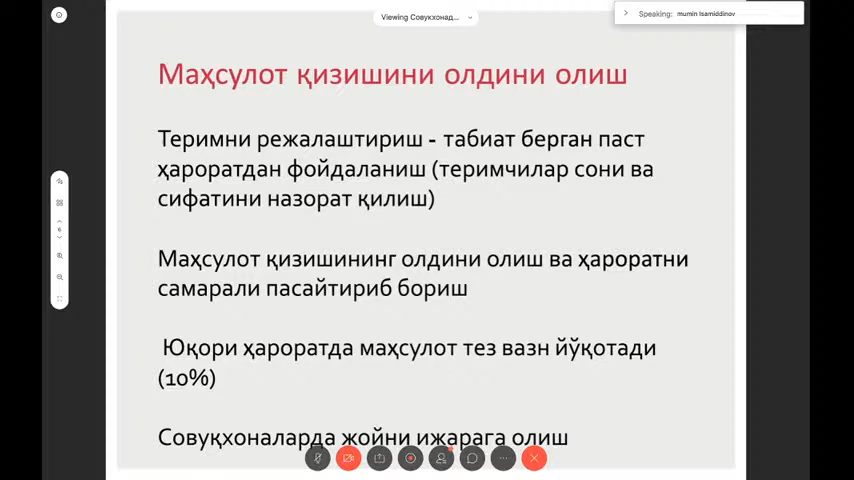 Viewing Совукхонад...
Speaking: mumin Isamiddinov
Маҳсулот қизишини олдини олиш
Теримни режалаштириш - табиат берган паст
ҳароратдан фойдаланиш (теримчилар сони ва
сифатини назорат қилиш)
Маҳсулот қизишининг олдини олиш ва ҳароратни
самарали пасайтириб бориш
Юқори ҳароратда маҳсулот тез вазн йўқотади
(10%)
Совуқхоналарда жойни ижарага олиш
6